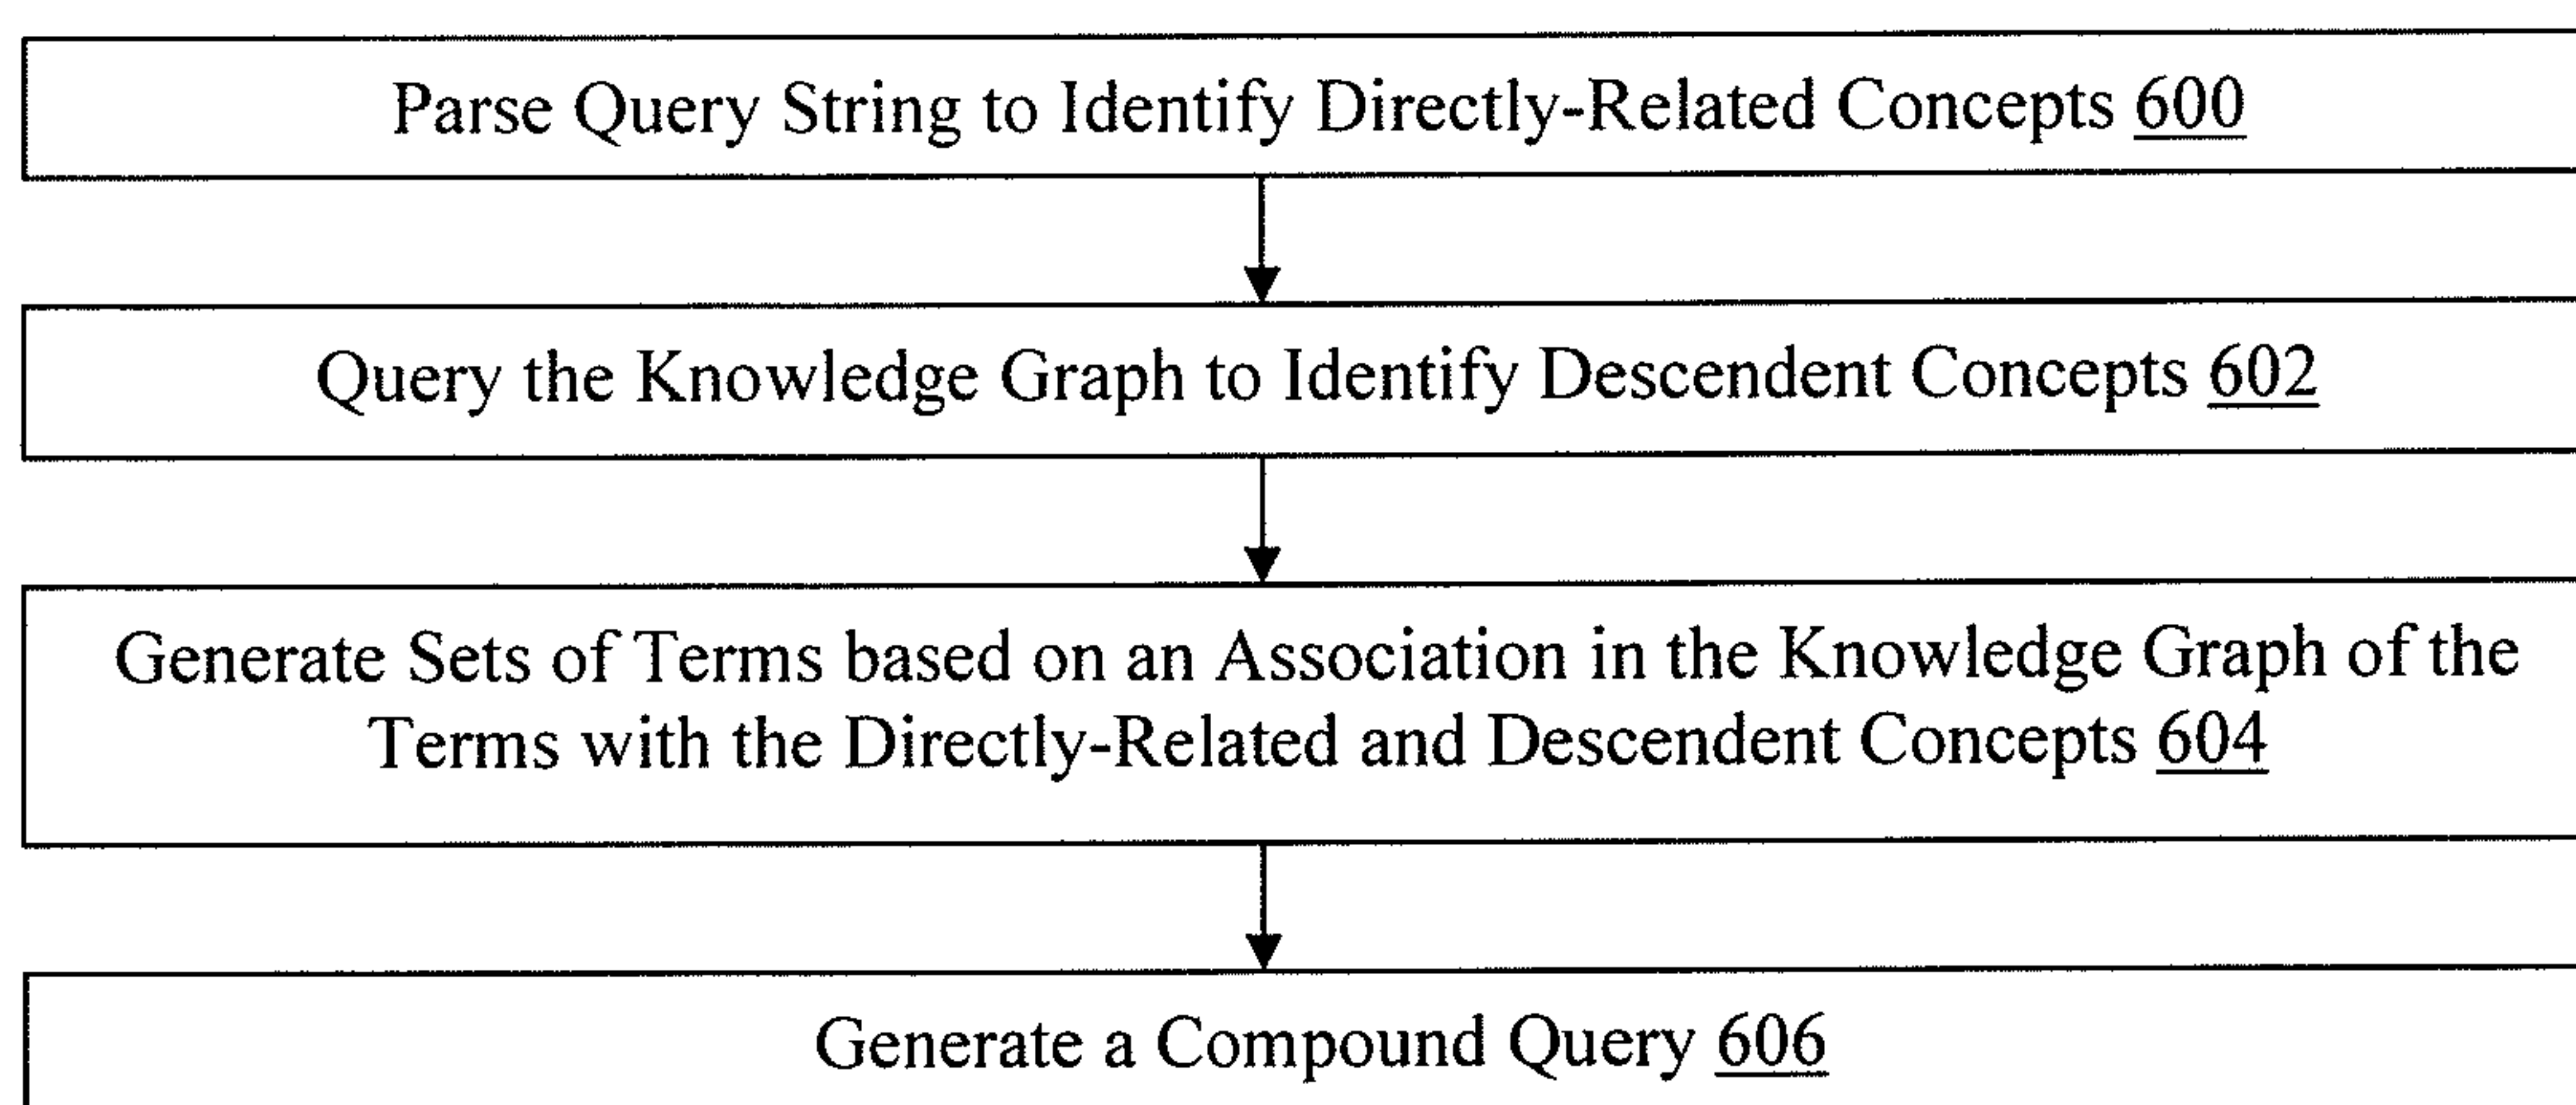 Parse Query String to Identify Directly-Related Concepts 600
Query the Knowledge Graph to Identify Descendent Concepts 602
Generate Sets of Terms based on an Association in the Knowledge Graph of the
Terms with the Directly-Related and Descendent Concepts 604
Generate a Compound Query 606